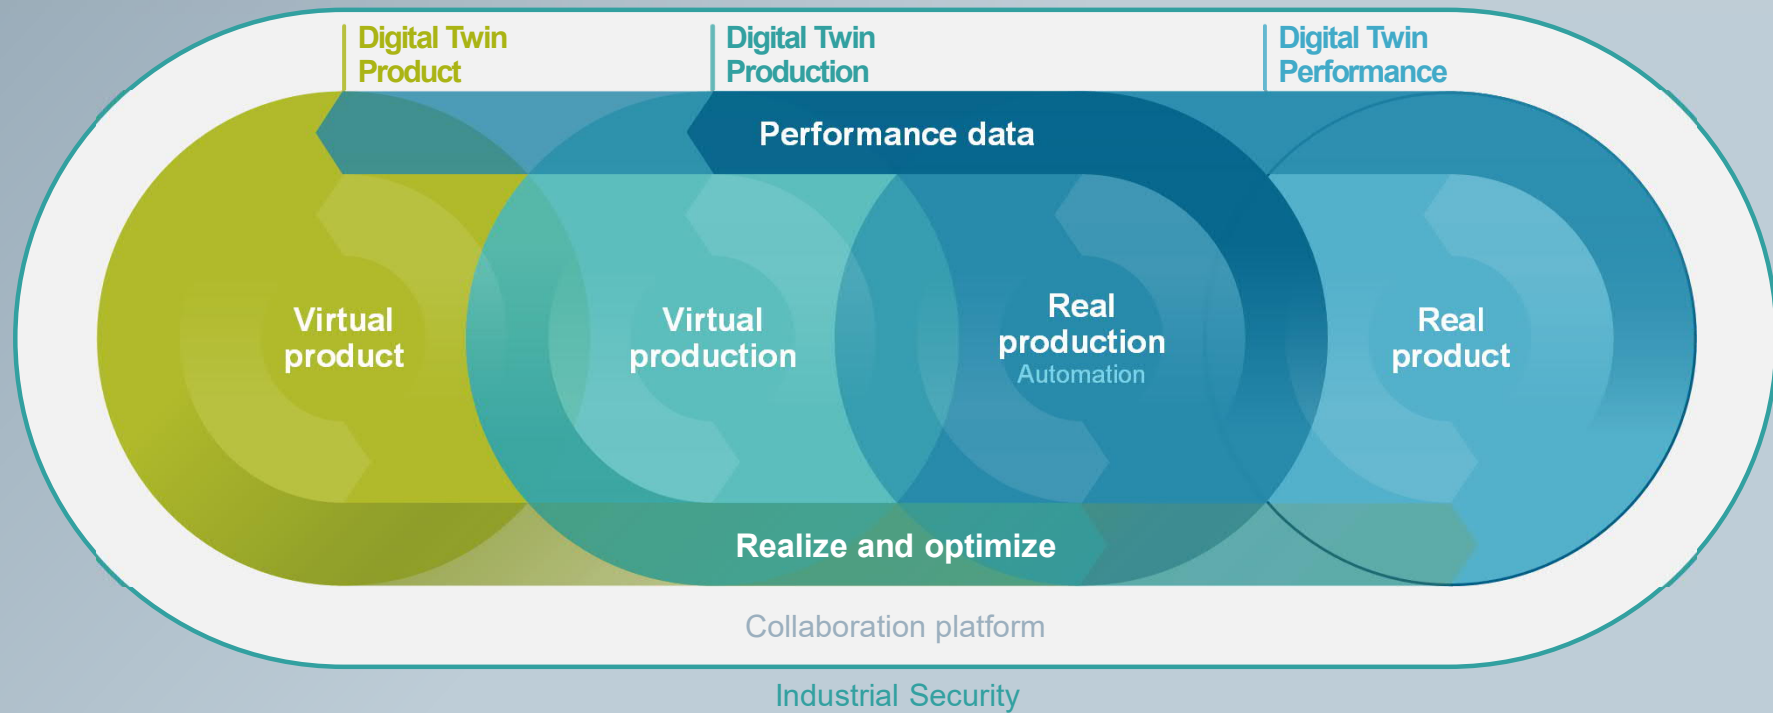 Digital Twin
Product
Digital Twin
Production
Digital Twin
Performance
Performance data
Virtual
product
Virtual
production
Real
production
Automation
Real
product
Realize and optimize
Collaboration platform
Industrial Security